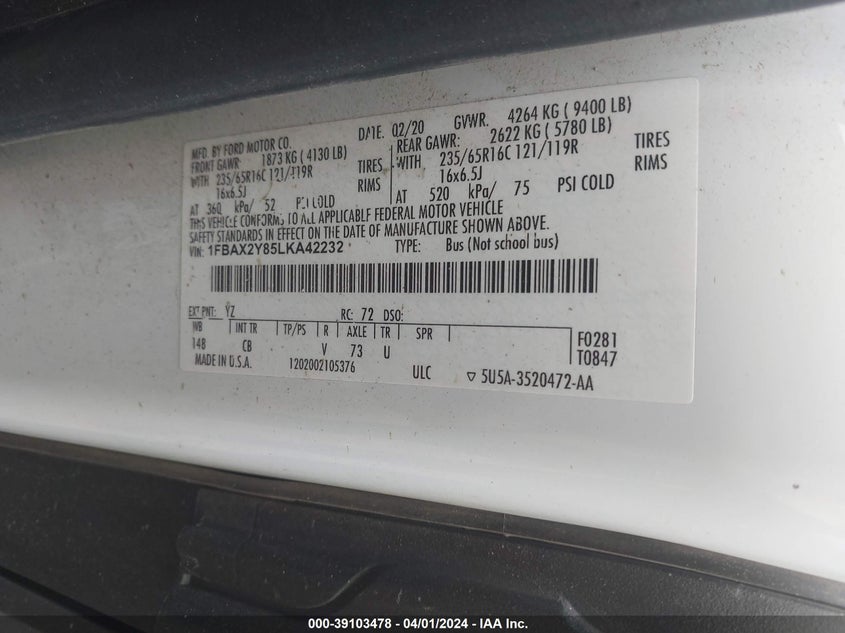 MFD. BY FORD MOTOR CO. DATE: 02/20 GVWR: 4264 KG ( 9400 LB)
FRONT GAWR: 1873 KG ( 4130 LB) REAR GAWR: 2622 KG ( 5780 LB)
WITH 235/65R16C 121/119R TIRES WITH 235/65R16C 121/119R TIRES
16x6.5J RIMS 16x6.5J RIMS
AT 360 kPa/ 52 PSI COLD AT 520 kPa/ 75 PSI COLD
THIS VEHICLE CONFORMS TO ALL APPLICABLE FEDERAL MOTOR VEHICLE
SAFETY STANDARDS IN EFFECT ON THE DATE OF MANUFACTURE SHOWN ABOVE.
VIN: 1FBAX2Y85LKA42232 TYPE: Bus (Not school bus)
EXT PNT: YZ RC: 72 DSO:
WB INT TR TP/PS R AXLE TR SPR F0281
148 CB V 73 U T0847
MADE IN U.S.A. 1202002105376 ULC ▽ 5U5A-3520472-AA
000-39103478 - 04/01/2024 - IAA Inc.